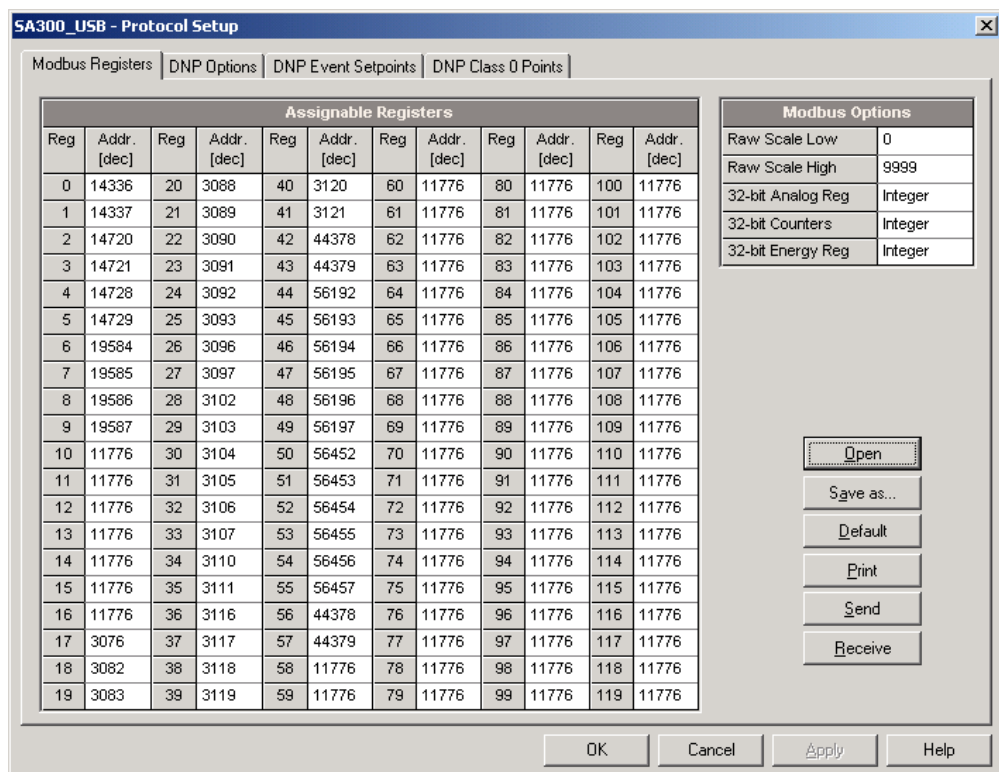 SA300_USB - Protocol Setup
Modbus Registers DNP Options DNP Event Setpoints DNP Class 0 Points
Assignable Registers
Reg Addr. [dec] Reg Addr. [dec] Reg Addr. [dec] Reg Addr. [dec] Reg Addr. [dec] Reg Addr. [dec]
0 14336 20 3088 40 3120 60 11776 80 11776 100 11776
1 14337 21 3089 41 3121 61 11776 81 11776 101 11776
2 14720 22 3090 42 44378 62 11776 82 11776 102 11776
3 14721 23 3091 43 44379 63 11776 83 11776 103 11776
4 14728 24 3092 44 56192 64 11776 84 11776 104 11776
5 14729 25 3093 45 56193 65 11776 85 11776 105 11776
6 19584 26 3096 46 56194 66 11776 86 11776 106 11776
7 19585 27 3097 47 56195 67 11776 87 11776 107 11776
8 19586 28 3102 48 56196 68 11776 88 11776 108 11776
9 19587 29 3103 49 56197 69 11776 89 11776 109 11776
10 11776 30 3104 50 56452 70 11776 90 11776 110 11776
11 11776 31 3105 51 56453 71 11776 91 11776 111 11776
12 11776 32 3106 52 56454 72 11776 92 11776 112 11776
13 11776 33 3107 53 56455 73 11776 93 11776 113 11776
14 11776 34 3110 54 56456 74 11776 94 11776 114 11776
15 11776 35 3111 55 56457 75 11776 95 11776 115 11776
16 11776 36 3116 56 44378 76 11776 96 11776 116 11776
17 3076 37 3117 57 44379 77 11776 97 11776 117 11776
18 3082 38 3118 58 11776 78 11776 98 11776 118 11776
19 3083 39 3119 59 11776 79 11776 99 11776 119 11776
Modbus Options
Raw Scale Low 0
Raw Scale High 9999
32-bit Analog Reg Integer
32-bit Counters Integer
32-bit Energy Reg Integer
Open
Save as...
Default
Print
Send
Receive
OK Cancel Apply Help